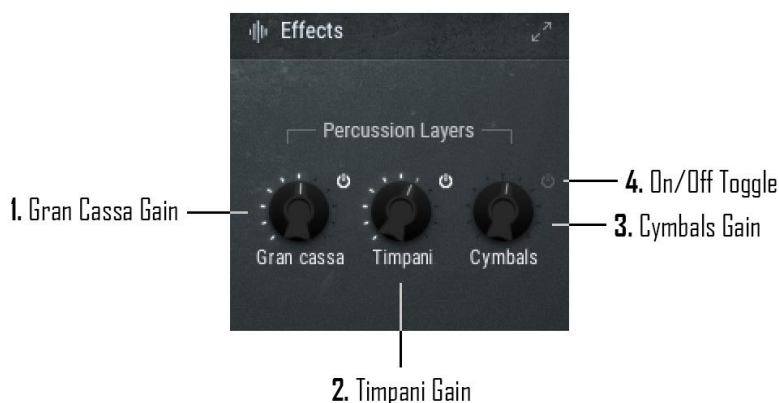 Effects
Percussion Layers
4. On/Off Toggle
1. Gran Cassa Gain
3. Cymbals Gain
Gran cassa Timpani Cymbals
2. Timpani Gain